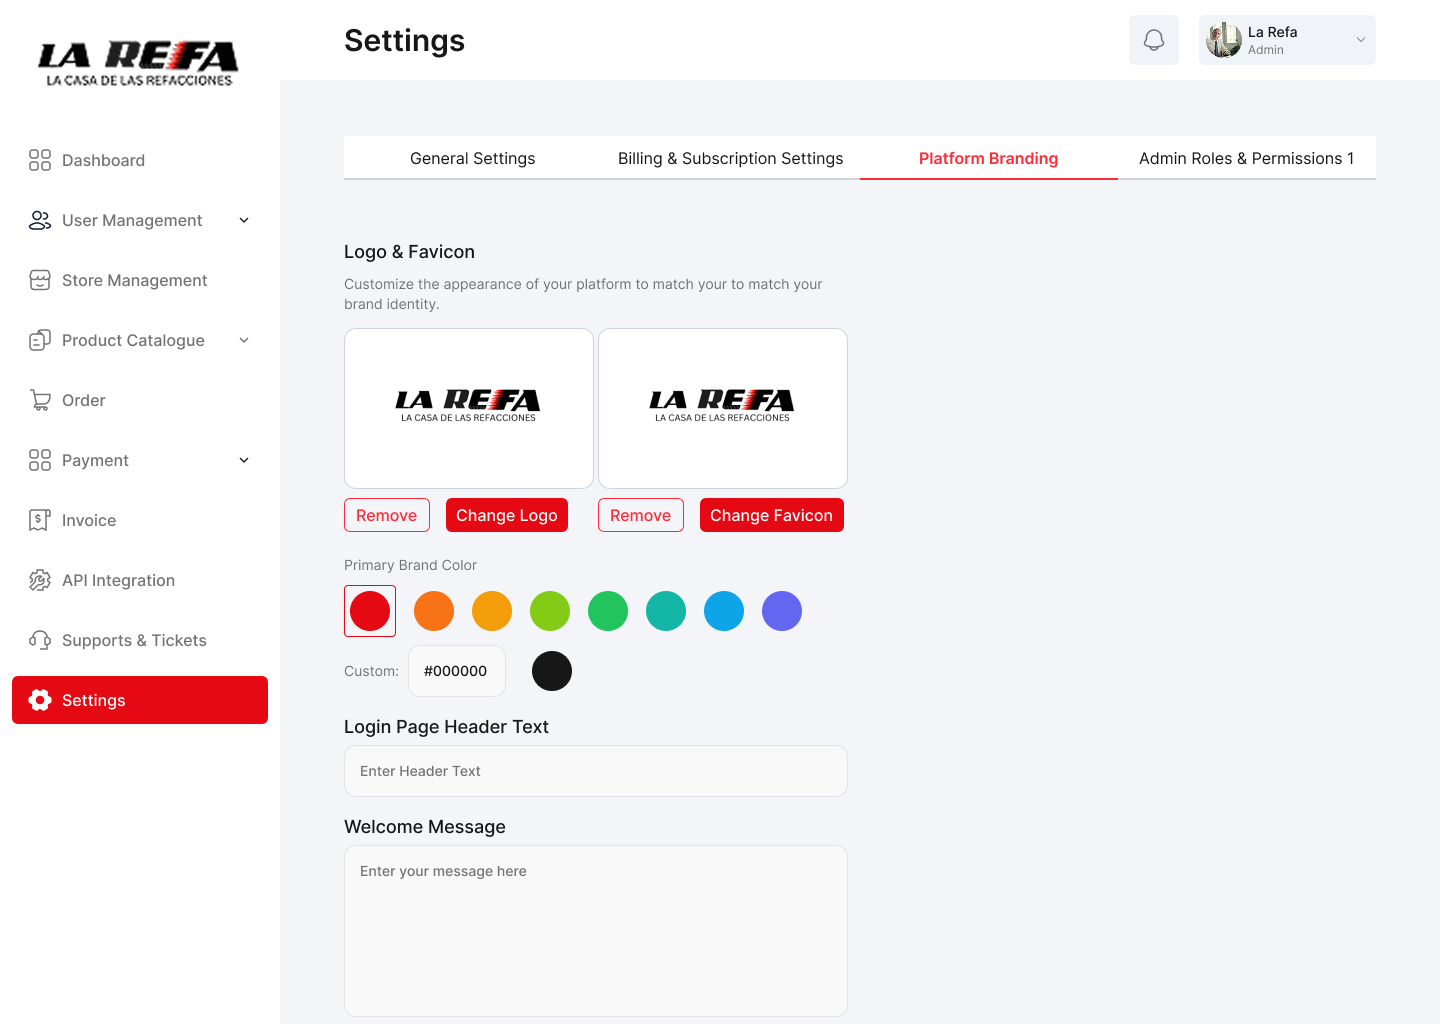 LA REFA
LA CASA DE LAS REFACCIONES
Settings
La Refa
Admin
Dashboard
User Management
Store Management
Product Catalogue
Order
Payment
Invoice
API Integration
Supports & Tickets
Settings
General Settings
Billing & Subscription Settings
Platform Branding
Admin Roles & Permissions 1
Logo & Favicon
Customize the appearance of your platform to match your to match your
brand identity.
LA REFA
LA CASA DE LAS REFACCIONES
LA REFA
LA CASA DE LAS REFACCIONES
Remove
Change Logo
Remove
Change Favicon
Primary Brand Color
Custom:
#000000
Login Page Header Text
Enter Header Text
Welcome Message
Enter your message here